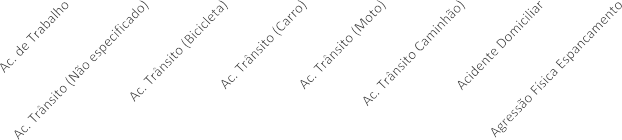 Ac. de Trabalho
Ac. Trânsito (Não especificado)
Ac. Trânsito (Bicicleta)
Ac. Trânsito (Carro)
Ac. Trânsito (Moto)
Ac. Trânsito Caminhão)
Acidente Domiciliar
Agressão Fisica Espancamento